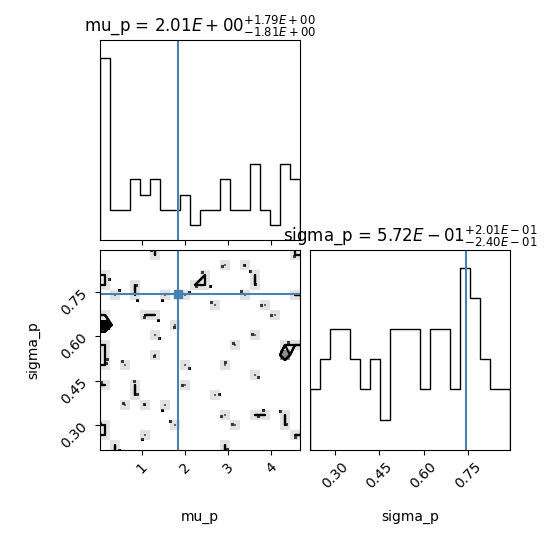 mu_p = 2.01E + 00 +1.79E+00 −1.81E+00
sigma_p = 5.72E − 01 +2.01E−01 −2.40E−01
sigma_p
0.75
0.60
0.45
0.30
1 2 3 4
0.30 0.45 0.60 0.75
mu_p
sigma_p